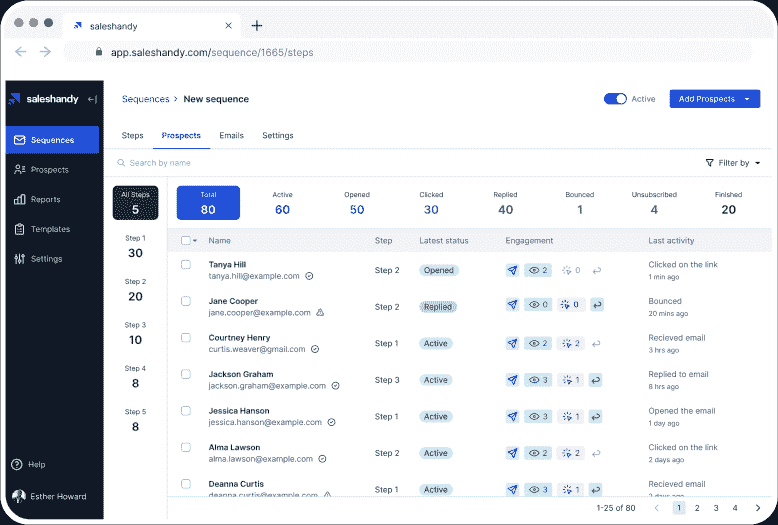 saleshandy
app.saleshandy.com/sequence/1665/steps
saleshandy
Sequences
Prospects
Reports
Templates
Settings
Help
Esther Howard
Sequences > New sequence
Active
Add Prospects
Steps Prospects Emails Settings
Search by name
Filter by
All Steps
5
Step 1
30
Step 2
20
Step 3
10
Step 4
8
Step 5
8
Total Active Opened Clicked Replied Bounced Unsubscribed Finished
80 60 50 30 40 1 4 20
Name Step Latest status Engagement Last activity
Tanya Hill
tanya.hill@example.com
Step 2 Opened 2 0
Clicked on the link
1 min ago
Jane Cooper
jane.cooper@example.com
Step 2 Replied 0 0
Bounced
20 mins ago
Courtney Henry
curtis.weaver@gmail.com
Step 1 Active 2 2
Recieved email
3 hrs ago
Jackson Graham
jackson.graham@example.com
Step 3 Active 3 1
Replied to email
8 hrs ago
Jessica Hanson
jessica.hanson@example.com
Step 1 Active 3 1
Opened the email
1 day ago
Alma Lawson
alma.lawson@example.com
Step 2 Active 2 2
Clicked on the link
2 days ago
Deanna Curtis
deanna.curtis@example.com
Step 1 Active 3 1
Recieved email
2 days ago
1-25 of 80 < 1 2 3 4 >